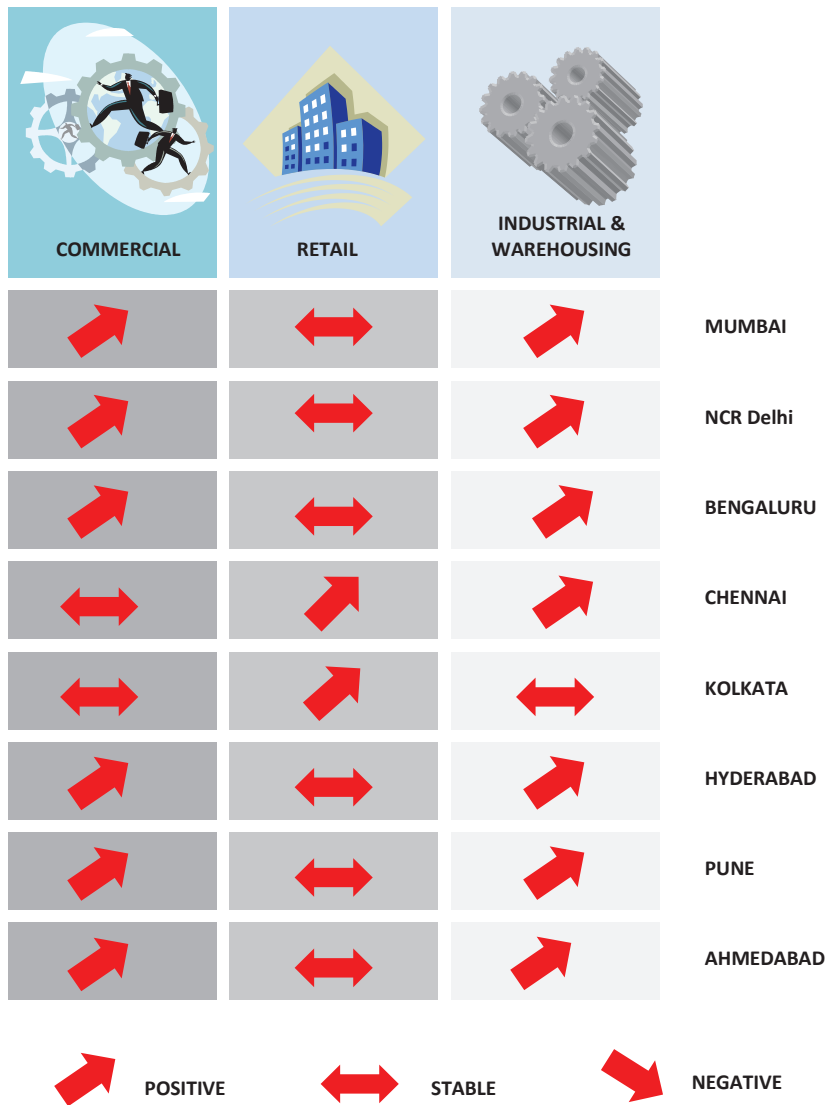 COMMERCIAL
RETAIL
INDUSTRIAL &
WAREHOUSING
MUMBAI
NCR Delhi
BENGALURU
CHENNAI
KOLKATA
HYDERABAD
PUNE
AHMEDABAD
POSITIVE
STABLE
NEGATIVE